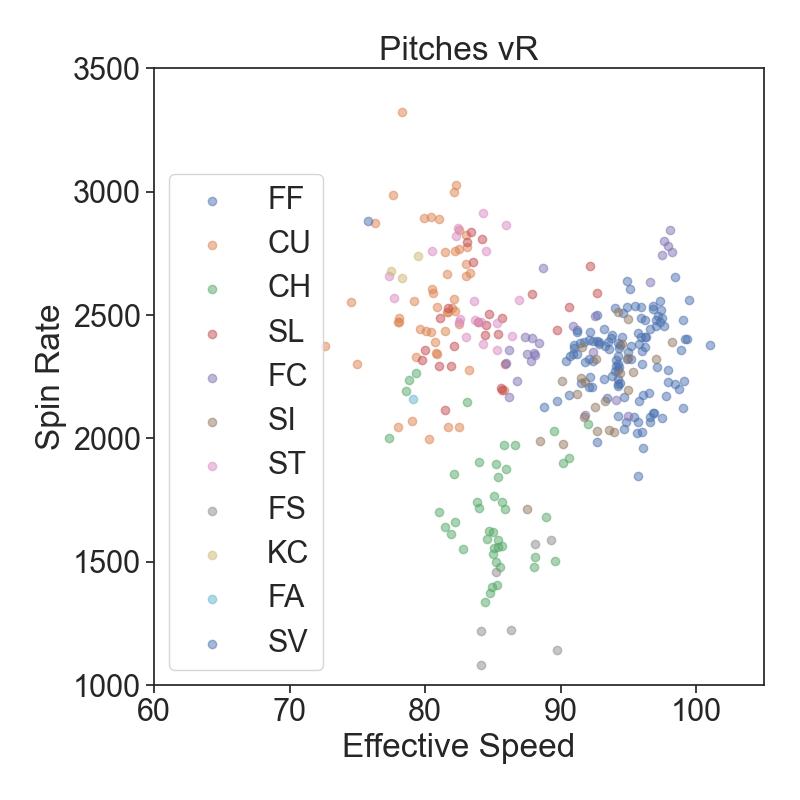 Pitches vR
3500
3000
2500
2000
1500
1000
Spin Rate
FF
CU
CH
SL
FC
SI
ST
FS
KC
FA
SV
60 70 80 90 100
Effective Speed